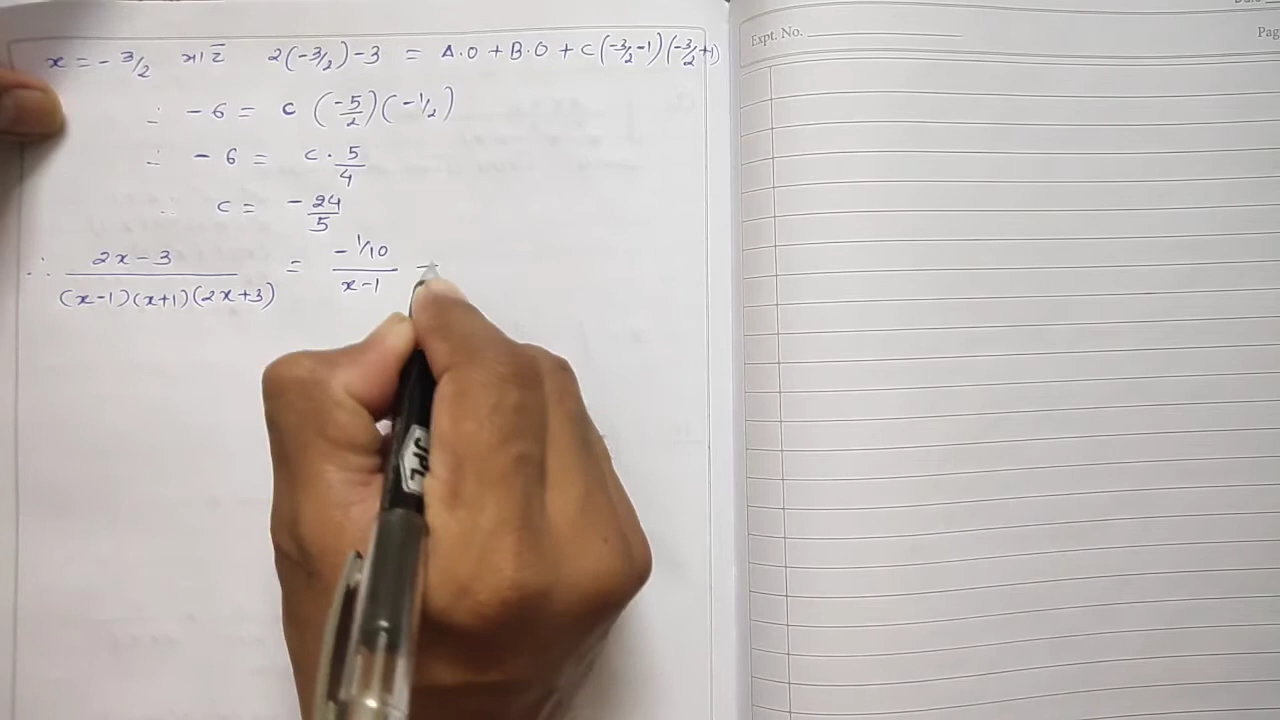 x = - 3/2 ਨਾਲ 2(-3/2) - 3 = A.0 + B.0 + C(-3/2 -1)(-3/2 +1)
∴ -6 = C (-5/2)(-1/2)
∴ -6 = C . 5/4
∴ C = - 24/5
∴ 2x-3 / (x-1)(x+1)(2x+3) = -1/10 / x-1
JPL
Expt. No.
Pag